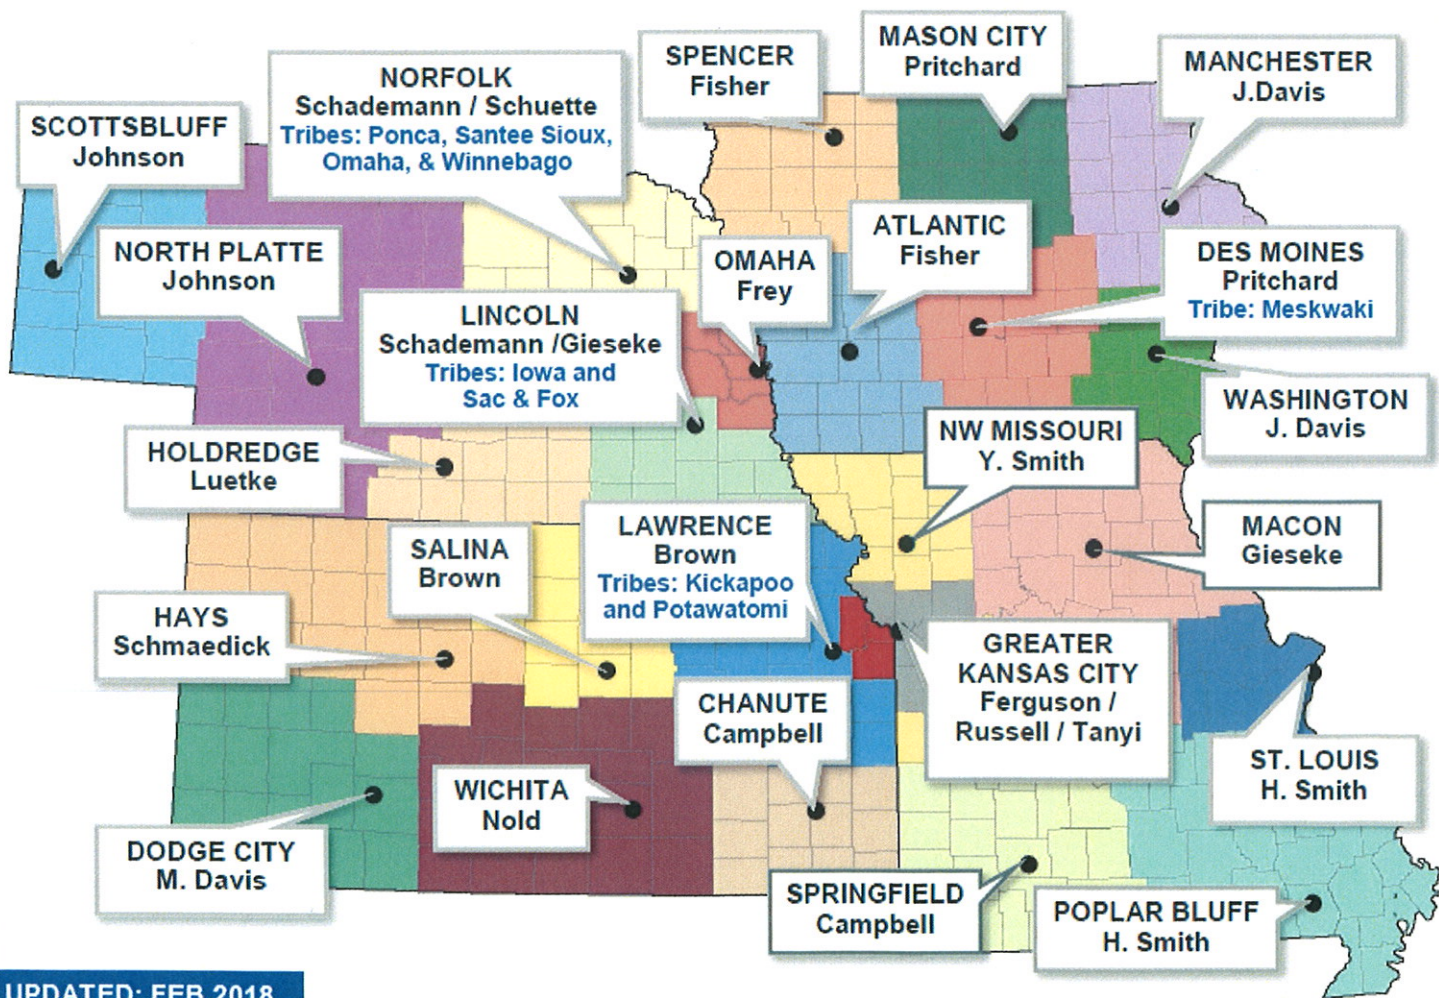 SPENCER
Fisher
MASON CITY
Pritchard
MANCHESTER
J.Davis
NORFOLK
Schademann / Schuette
Tribes: Ponca, Santee Sioux,
Omaha, & Winnebago
SCOTTSBLUFF
Johnson
NORTH PLATTE
Johnson
OMAHA
Frey
ATLANTIC
Fisher
DES MOINES
Pritchard
Tribe: Meskwaki
LINCOLN
Schademann /Gieseke
Tribes: Iowa and
Sac & Fox
WASHINGTON
J. Davis
NW MISSOURI
Y. Smith
HOLDREDGE
Luetke
LAWRENCE
Brown
Tribes: Kickapoo
and Potawatomi
MACON
Gieseke
SALINA
Brown
HAYS
Schmaedick
GREATER
KANSAS CITY
Ferguson /
Russell / Tanyi
CHANUTE
Campbell
ST. LOUIS
H. Smith
WICHITA
Nold
DODGE CITY
M. Davis
SPRINGFIELD
Campbell
POPLAR BLUFF
H. Smith
UPDATED: FEB 2018